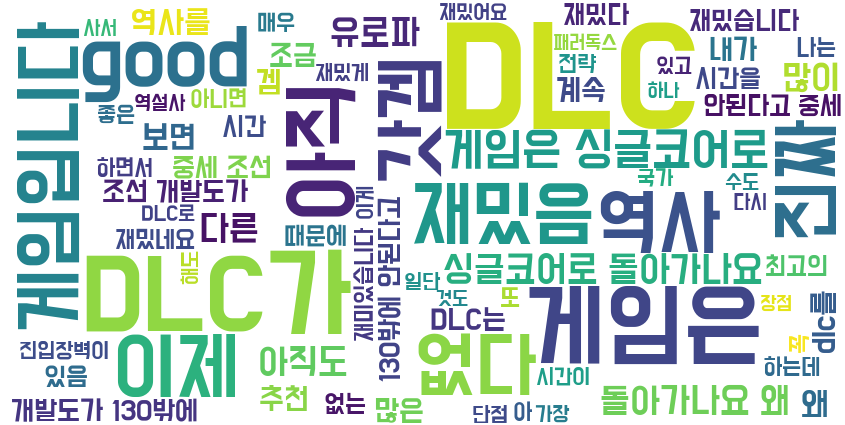 사서
역사를
매우
유로파
재밌어요
재밌다
재밌습니다
DLC
게임입니다
good
조금
패러독스
있고
내가
나는
겜
재밌게
전략
시간을
많이
좋은
역설사
아니면
아직
갓겜
계속
하나
안된다고 중세
진짜
보면
시간
게임은 싱글코어로
하면서
중세 조선
국가
수도
조선 개발도가
재밌음
역사
다시
DLC로
다른
때문에
재미있습니다 이게
130밖에 안된다고
재밌네요
해도
DLC가
싱글코어로 돌아가나요
최고의
일단
것도
또
게임은
장점
dlc를
진입장벽이
이제
아직도
DLC는
없다
꼭
하는데
있음
시간이
추천
없는
많은
단점
아
가장
돌아가나요 왜
왜
개발도가 130밖에